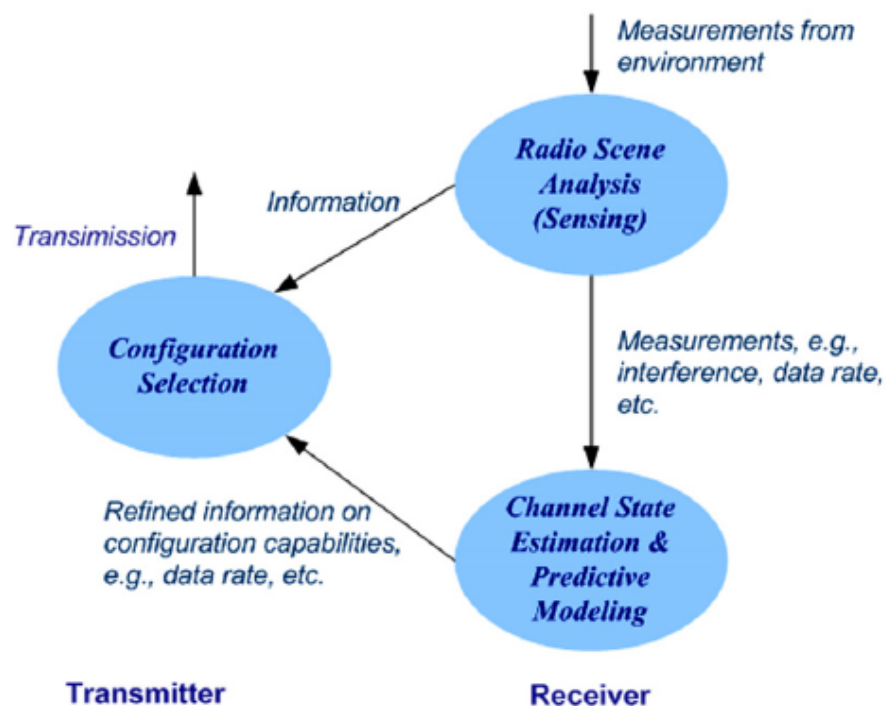 Measurements from
environment
Radio Scene
Analysis
(Sensing)
Information
Transimission
Configuration
Selection
Measurements, e.g.,
interference, data rate,
etc.
Refined information on
configuration capabilities,
e.g., data rate, etc.
Channel State
Estimation &
Predictive
Modeling
Transmitter
Receiver